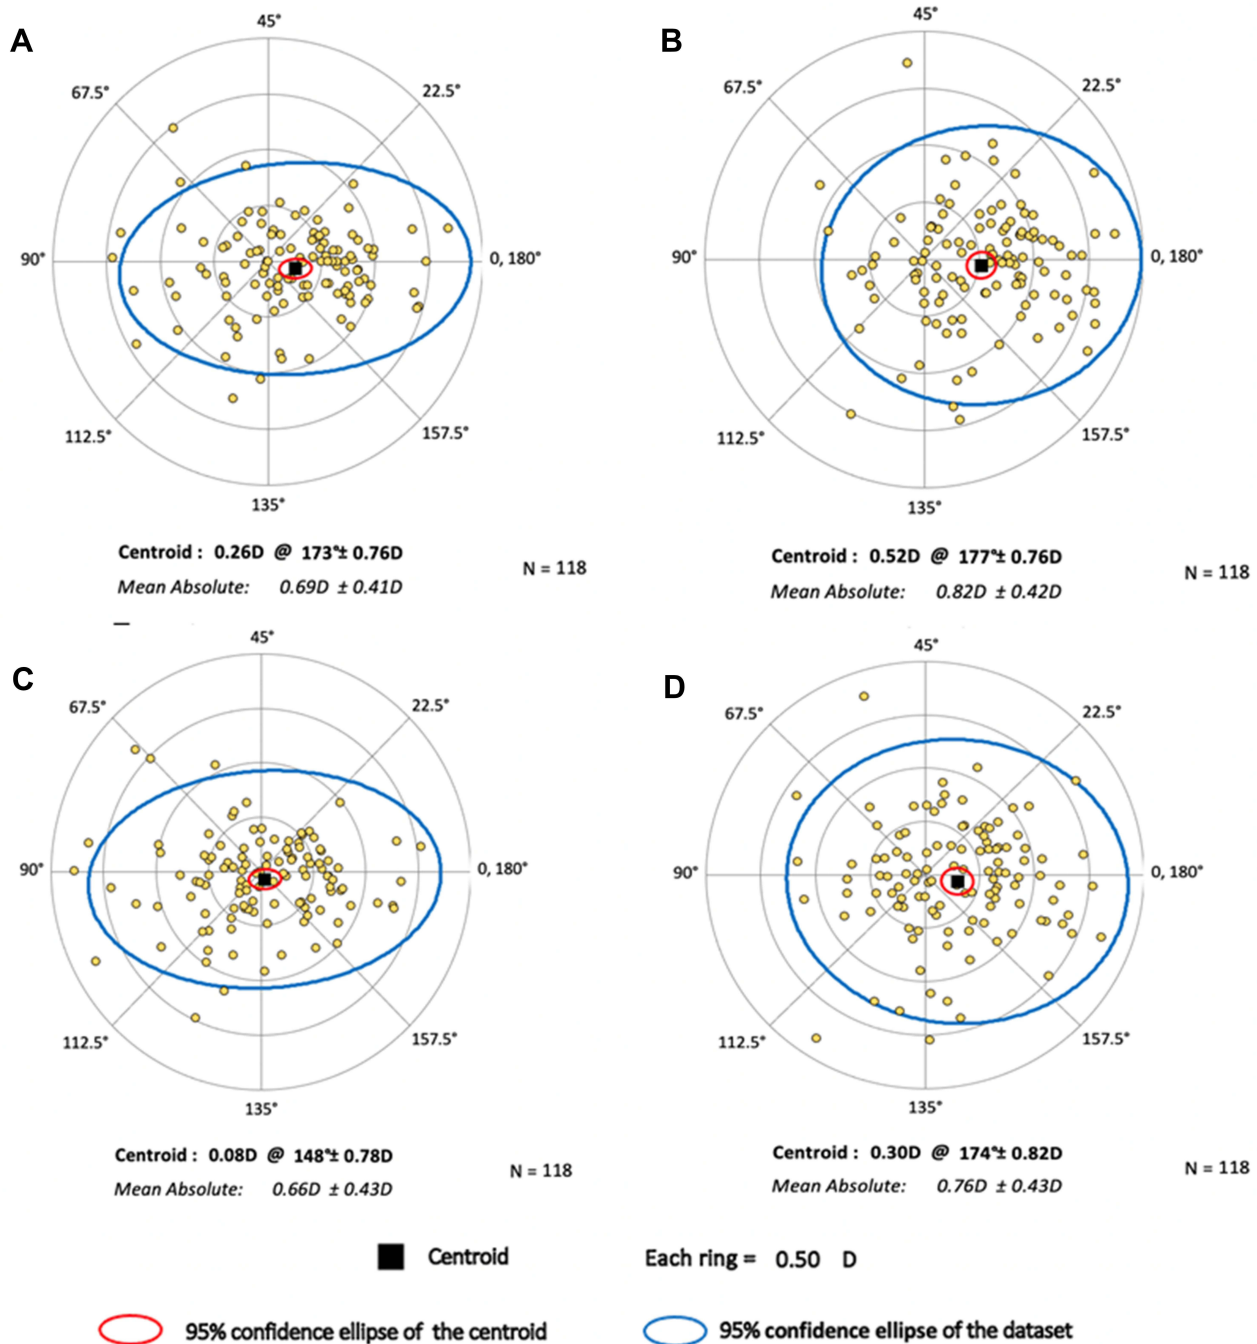 A
45°
67.5°
22.5°
90°
0, 180°
112.5°
157.5°
135°
Centroid : 0.26D @ 173°± 0.76D
Mean Absolute: 0.69D ± 0.41D
N = 118
B
45°
67.5°
22.5°
90°
0, 180°
112.5°
157.5°
135°
Centroid : 0.52D @ 177°± 0.76D
Mean Absolute: 0.82D ± 0.42D
N = 118
C
45°
67.5°
22.5°
90°
0, 180°
112.5°
157.5°
135°
Centroid : 0.08D @ 148°± 0.78D
Mean Absolute: 0.66D ± 0.43D
N = 118
D
45°
67.5°
22.5°
90°
0, 180°
112.5°
157.5°
135°
Centroid : 0.30D @ 174°± 0.82D
Mean Absolute: 0.76D ± 0.43D
N = 118
Centroid
Each ring = 0.50 D
95% confidence ellipse of the centroid
95% confidence ellipse of the dataset